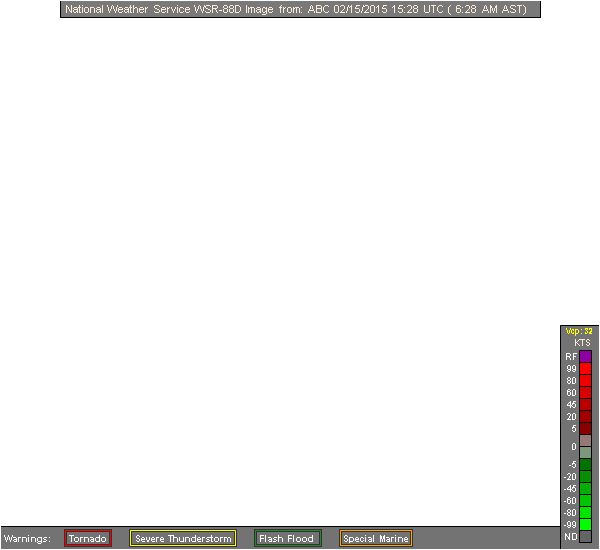 National Weather Service WSR-88D Image from: ABC 02/15/2015 15:28 UTC ( 6:28 AM AST)
Vcp: 32
KTS
RF
99
80
60
45
20
5
0
-5
-20
-45
-60
-80
-99
ND
Warnings: Tornado Severe Thunderstorm Flash Flood Special Marine